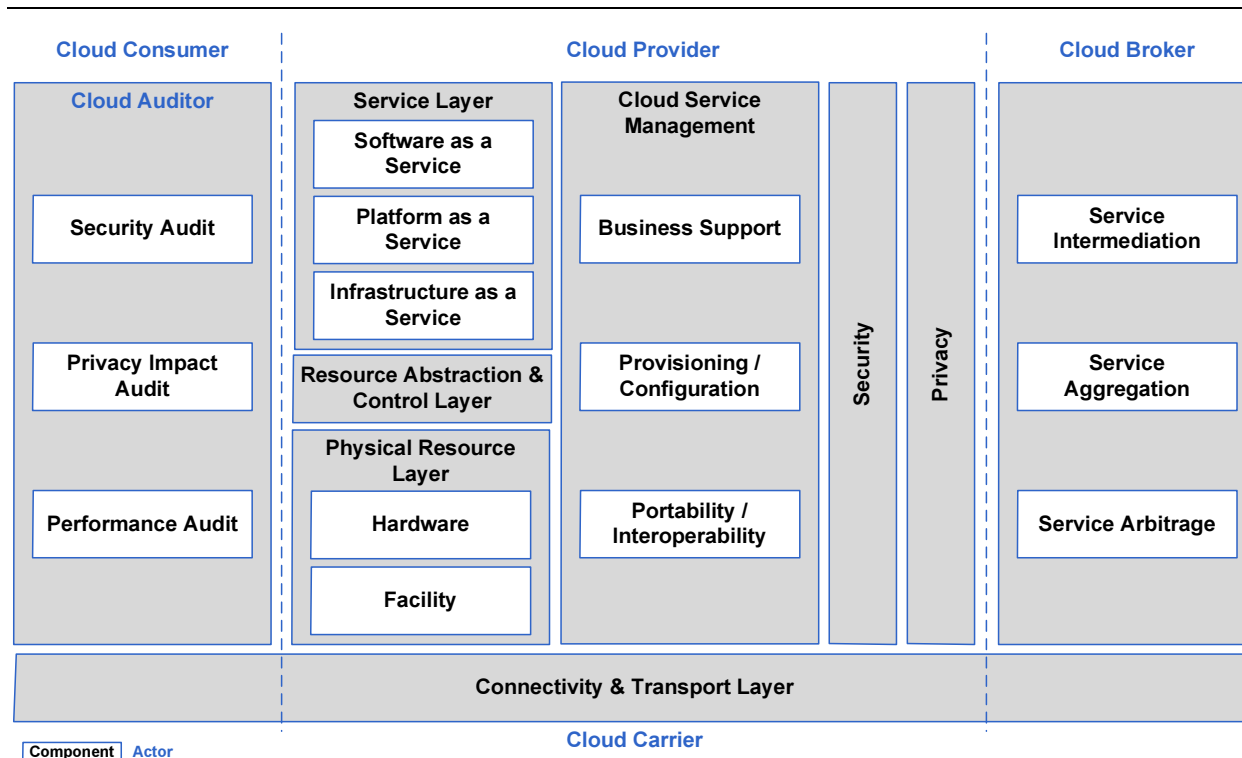 Cloud Consumer
Cloud Provider
Cloud Broker
Cloud Auditor
Security Audit
Privacy Impact
Audit
Performance Audit
Service Layer
Software as a
Service
Platform as a
Service
Infrastructure as a
Service
Resource Abstraction &
Control Layer
Physical Resource
Layer
Hardware
Facility
Cloud Service
Management
Business Support
Provisioning /
Configuration
Portability /
Interoperability
Security
Privacy
Service
Intermediation
Service
Aggregation
Service Arbitrage
Connectivity & Transport Layer
Cloud Carrier
Component
Actor